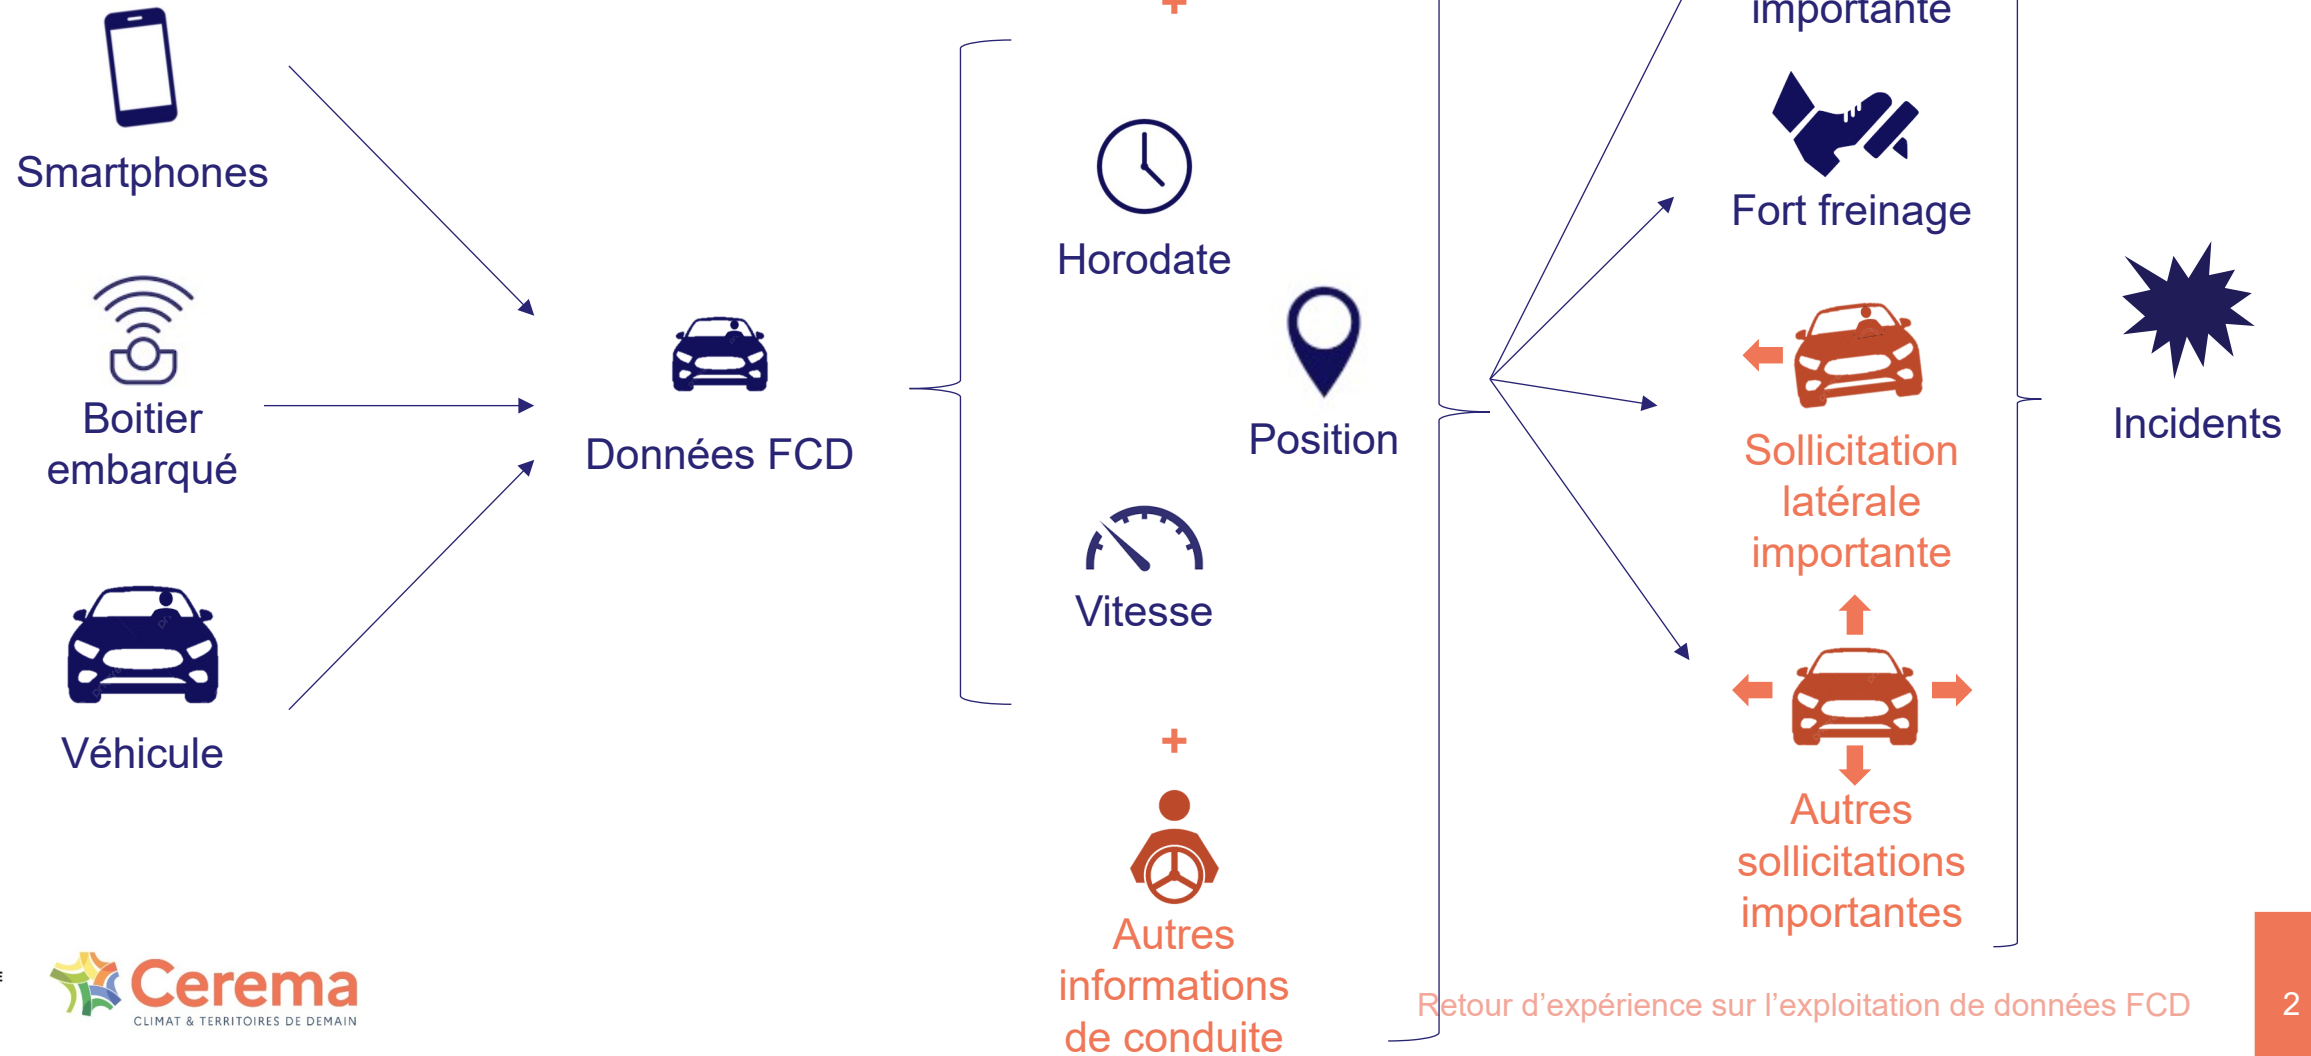 +
importante
Smartphones
Fort freinage
Horodate
Boitier
embarqué
Données FCD
Position
Incidents
Sollicitation
latérale
importante
Vitesse
Véhicule
+
Autres
sollicitations
importantes
Autres
informations
de conduite
Cerema
CLIMAT & TERRITOIRES DE DEMAIN
Retour d’expérience sur l’exploitation de données FCD
2